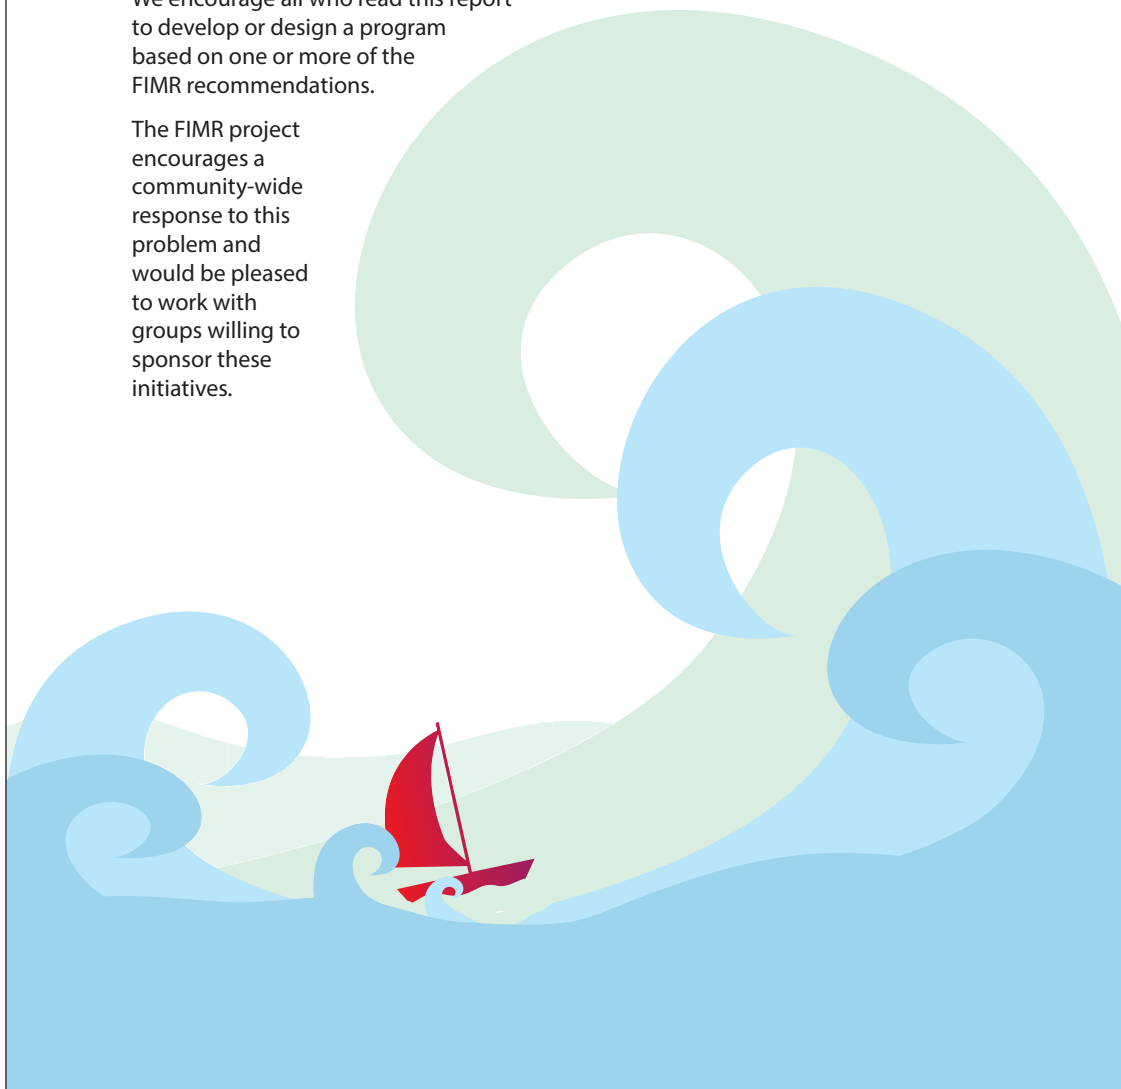 We encourage all who read this report
to develop or design a program
based on one or more of the
FIMR recommendations.
The FIMR project
encourages a
community-wide
response to this
problem and
would be pleased
to work with
groups willing to
sponsor these
initiatives.